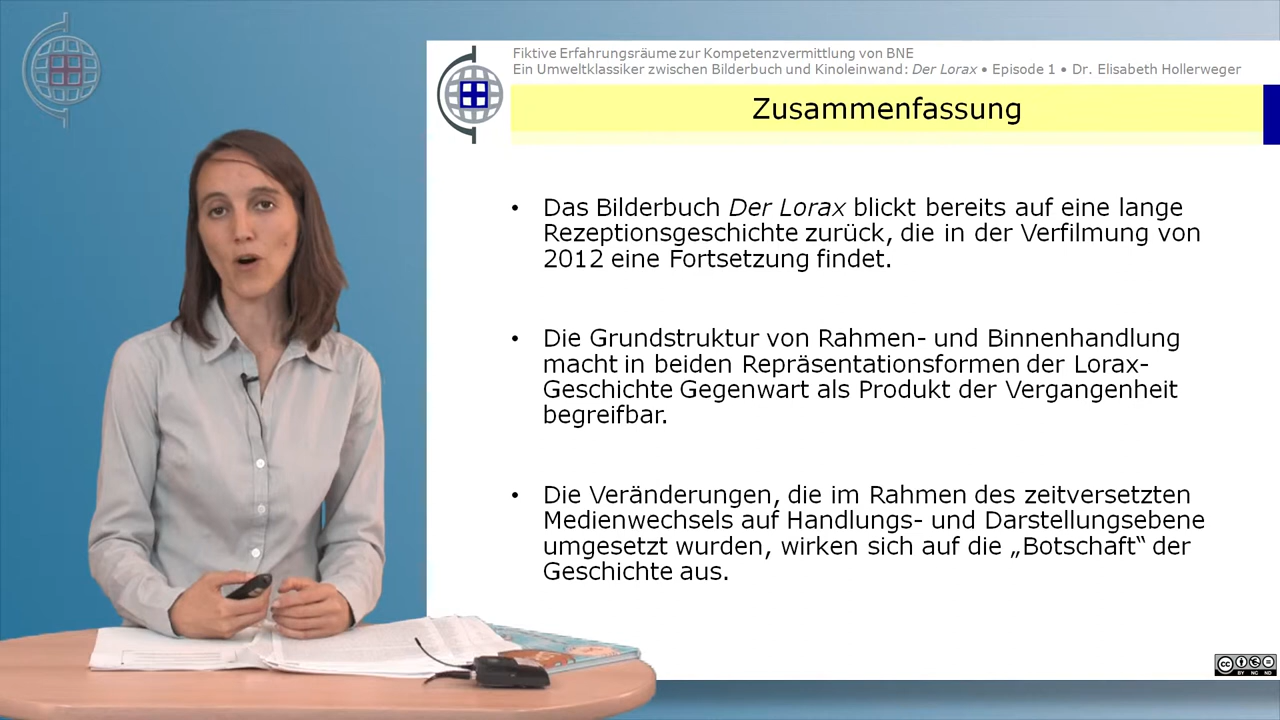 Fiktive Erfahrungsräume zur Kompetenzvermittlung von BNE
Ein Umweltklassiker zwischen Bilderbuch und Kinoleinwand: Der Lorax • Episode 1 • Dr. Elisabeth Hollerweger
Zusammenfassung
• Das Bilderbuch Der Lorax blickt bereits auf eine lange
Rezeptionsgeschichte zurück, die in der Verfilmung von
2012 eine Fortsetzung findet.
• Die Grundstruktur von Rahmen- und Binnenhandlung
macht in beiden Repräsentationsformen der Lorax-
Geschichte Gegenwart als Produkt der Vergangenheit
begreifbar.
• Die Veränderungen, die im Rahmen des zeitversetzten
Medienwechsels auf Handlungs- und Darstellungsebene
umgesetzt wurden, wirken sich auf die „Botschaft“ der
Geschichte aus.
cc
BY NC ND